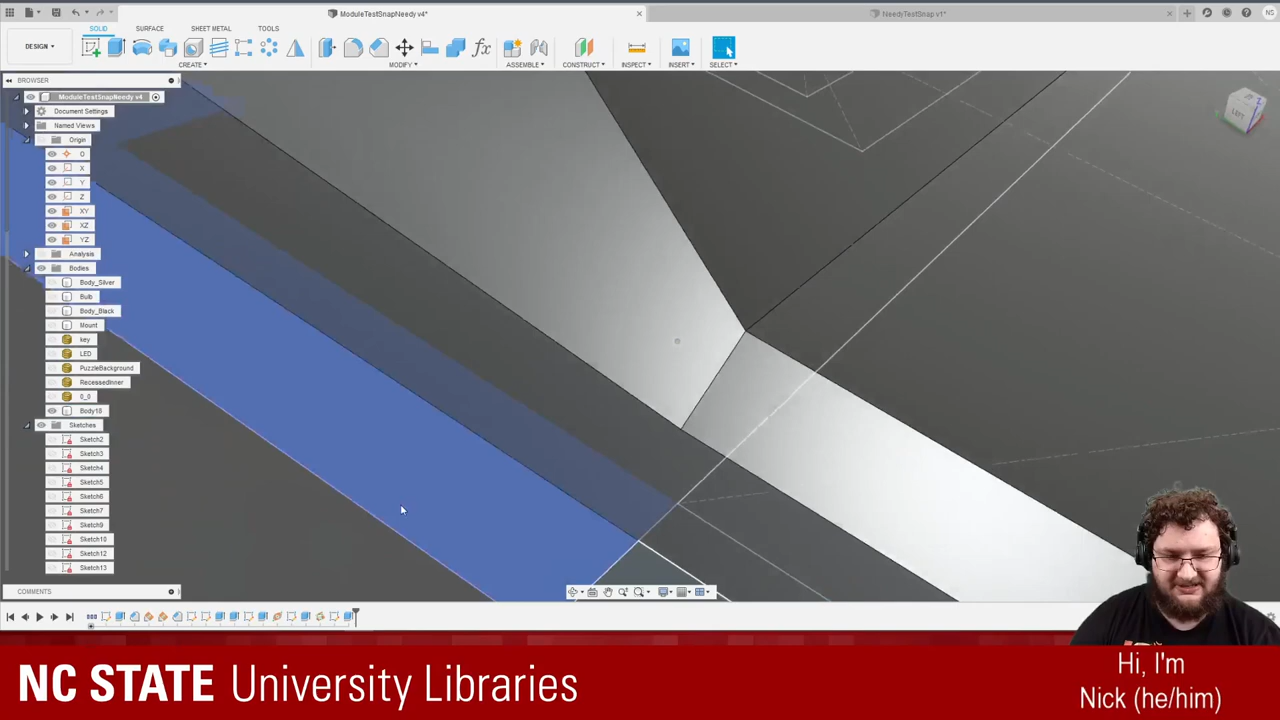 ModuleTestSnapNeedy v4*
NeedyTestSnap v1*
NS
DESIGN
SOLID
SURFACE
SHEET METAL
TOOLS
CREATE
MODIFY
ASSEMBLE
CONSTRUCT
INSPECT
INSERT
SELECT
BROWSER
ModuleTestSnapNeedy v4
Document Settings
Named Views
Origin
O
X
Y
Z
XY
XZ
YZ
Analysis
Bodies
Body_Silver
Bulb
Body_Black
Mount
key
LED
PuzzleBackground
RecessedInner
0_0
Body18
Sketches
Sketch2
Sketch3
Sketch4
Sketch5
Sketch6
Sketch7
Sketch9
Sketch10
Sketch12
Sketch13
COMMENTS
LEFT
NC STATE University Libraries
Hi, I'm
Nick (he/him)